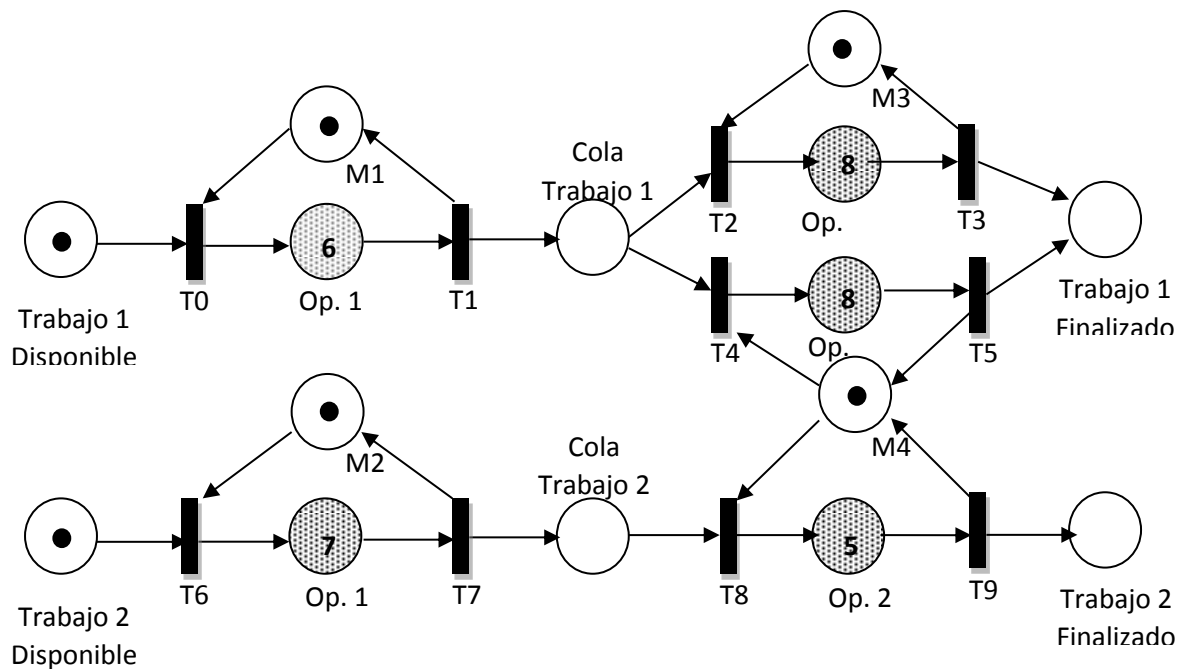 M3
M1
Cola
Trabajo 1
8
T2
Op.
T3
6
T0
Op. 1
T1
8
Trabajo 1
Disponible
T4
Op.
T5
Trabajo 1
Finalizado
M2
M4
Cola
Trabajo 2
7
5
T6
Op. 1
T7
T8
Op. 2
T9
Trabajo 2
Disponible
Trabajo 2
Finalizado